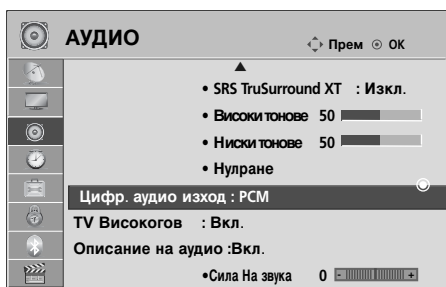 АУДИО
Прем ОК
• SRS TruSurround XT : Изкл.
• Високи тонове 50
• Ниски тонове 50
• Нулране
Цифр. аудио изход : PCM
TV Високогов : Вкл.
Описание на аудио :Вкл.
•Сила На звука 0 - +